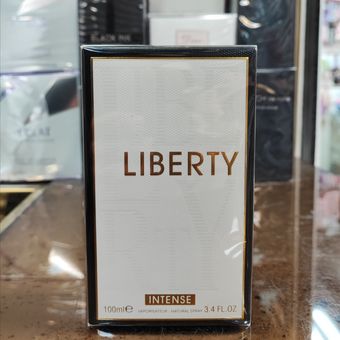 LIBERTY
INTENSE
100ml℮ VAPORISATEUR · NATURAL SPRAY 3.4 FL.OZ